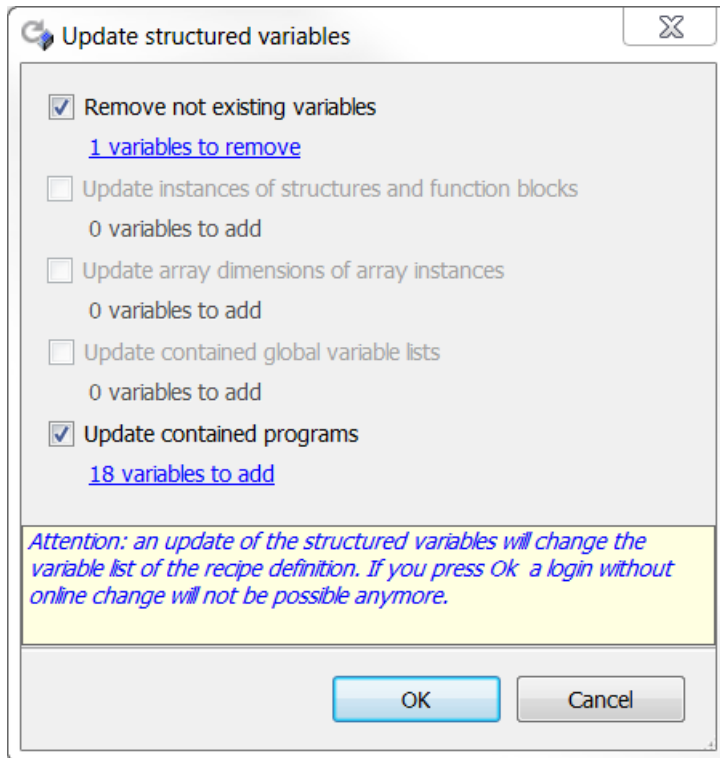 Update structured variables
Remove not existing variables
1 variables to remove
Update instances of structures and function blocks
0 variables to add
Update array dimensions of array instances
0 variables to add
Update contained global variable lists
0 variables to add
Update contained programs
18 variables to add
Attention: an update of the structured variables will change the
variable list of the recipe definition. If you press Ok a login without
online change will not be possible anymore.
OK
Cancel